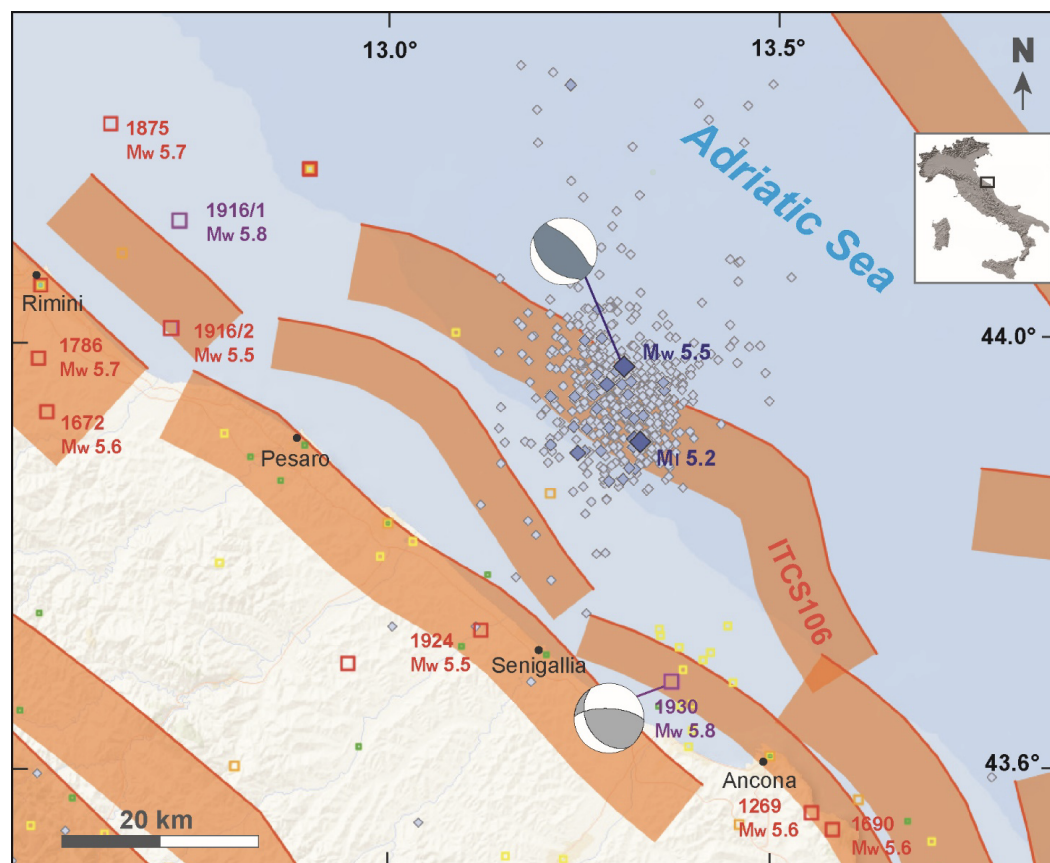 13.0°
13.5°
N
1875
Mw 5.7
Adriatic Sea
1916/1
Mw 5.8
Rimini
1916/2
Mw 5.5
44.0°
1786
Mw 5.7
Mw 5.5
1672
Mw 5.6
Pesaro
Ml 5.2
ITCS106
1924
Mw 5.5
Senigallia
1930
Mw 5.8
43.6°
Ancona
1269
Mw 5.6
1690
Mw 5.6
20 km